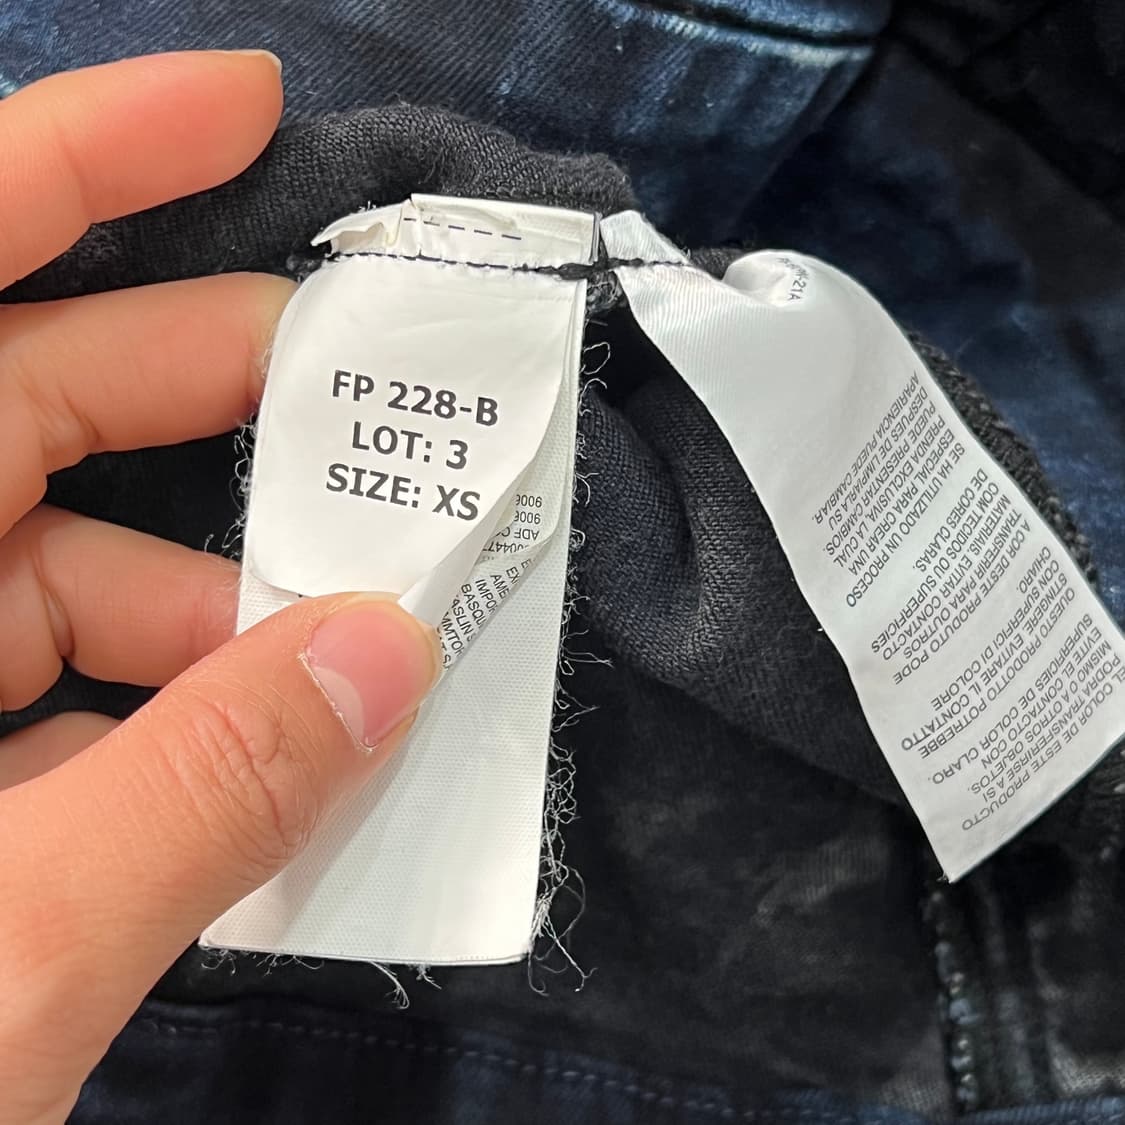 FP 228-B
LOT: 3
SIZE: XS
9006
9006
ADF C
EL COLOR DE ESTE PRODUCTO
PODRÍA TRANSFERIRSE A SI
MISMO O A OTROS OBJETOS.
EVITE EL CONTACTO CON
SUPERFICIES DE COLOR CLARO.
QUESTO PRODOTTO POTREBBE
STINGERE. EVITARE IL CONTATTO
CON SUPERFICI DI COLORE
CHIARO.
A COR DESTE PRODUTO PODE
TRANSFERIR PARA OUTROS
MATERIAIS. EVITAR CONTACTO
COM TECIDOS OU SUPERFICIES
DE CORES CLARAS.
SE HA UTILIZADO UN PROCESO
ESPECIAL PARA CREAR UNA
PRENDA EXCLUSIVA. LA CUAL
PUEDE PRESENTAR CAMBIOS.
DESPUES DE LIMPIARLA SU
APARIENCIA PUEDE CAMBIAR.